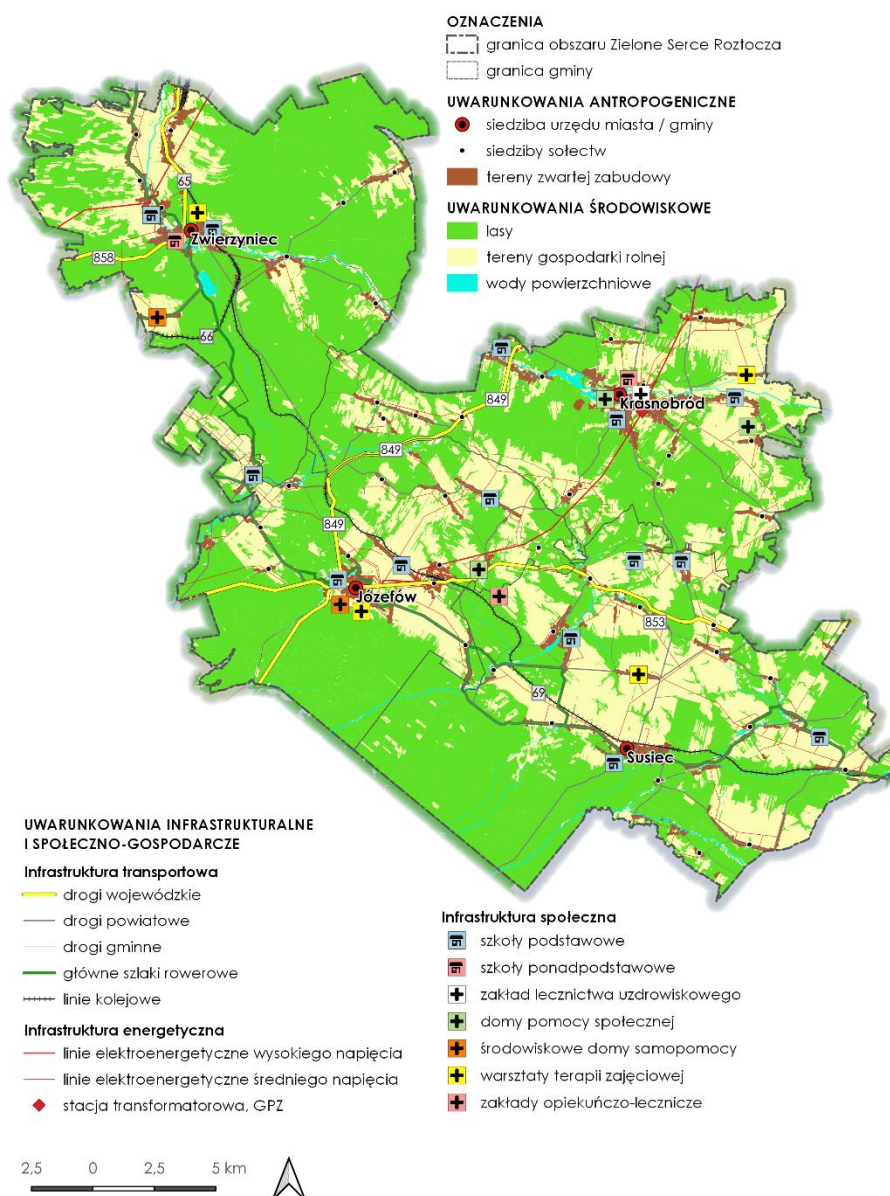 OZNACZENIA
granica obszaru Zielone Serce Roztocza
granica gminy
UWARUNKOWANIA ANTROPOGENICZNE
siedziba urzędu miasta / gminy
siedziby sołectw
tereny zwartej zabudowy
UWARUNKOWANIA ŚRODOWISKOWE
lasy
tereny gospodarki rolnej
wody powierzchniowe
65
Zwierzyniec
858
66
849
Krasnobród
849
849
Józefów
853
69
Susiec
UWARUNKOWANIA INFRASTRUKTURALNE
I SPOŁECZNO-GOSPODARCZE
Infrastruktura transportowa
drogi wojewódzkie
drogi powiatowe
drogi gminne
główne szlaki rowerowe
linie kolejowe
Infrastruktura energetyczna
linie elektroenergetyczne wysokiego napięcia
linie elektroenergetyczne średniego napięcia
stacja transformatorowa, GPZ
Infrastruktura społeczna
szkoły podstawowe
szkoły ponadpodstawowe
zakład lecznictwa uzdrowiskowego
domy pomocy społecznej
środowiskowe domy samopomocy
warsztaty terapii zajęciowej
zakłady opiekuńczo-lecznicze
2,5 0 2,5 5 km